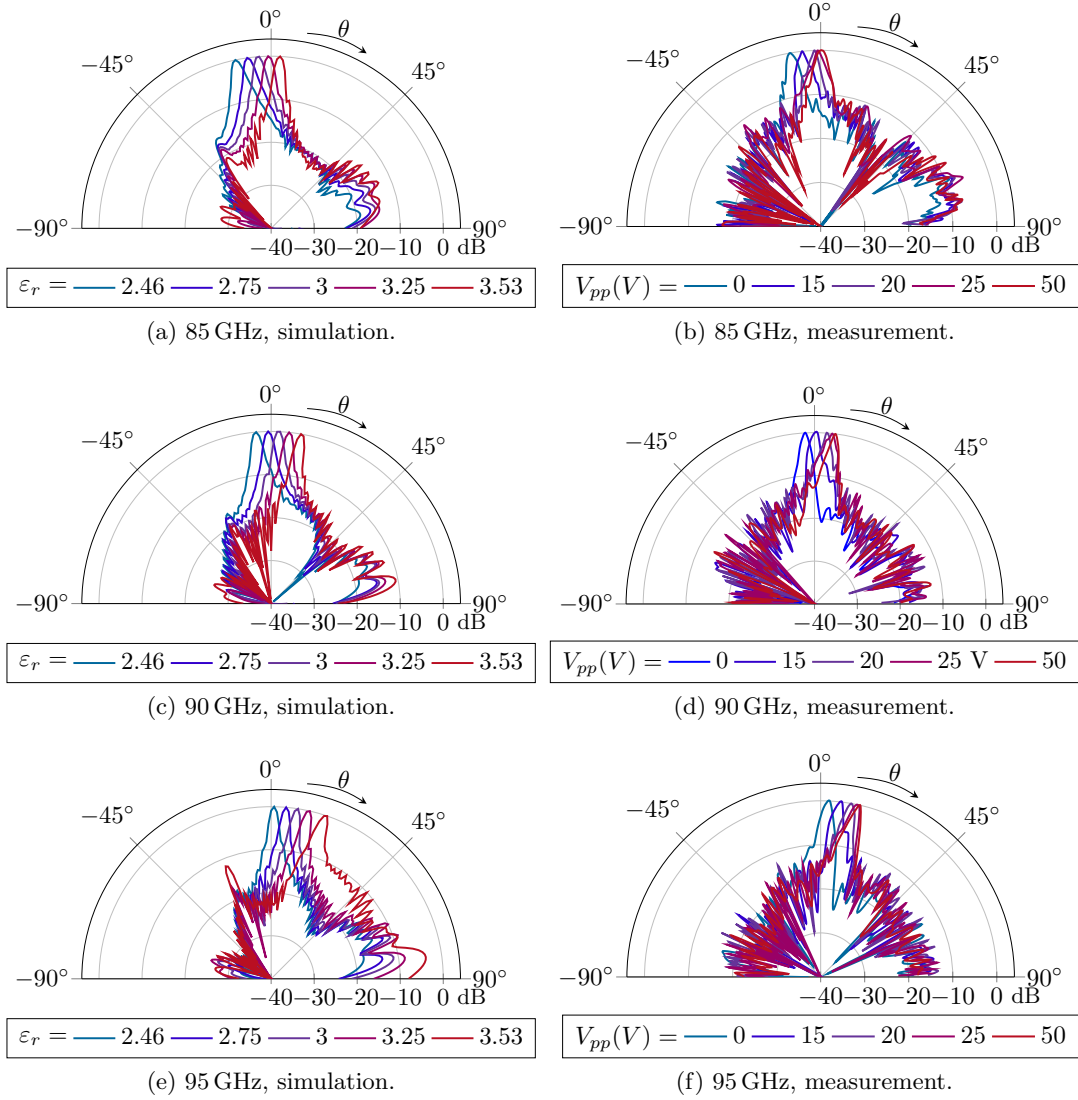 0° 0°
θ θ
−45° 45° −45° 45°
−90° 90° −90° 90°
−40 −30 −20 −10 0 dB −40 −30 −20 −10 0 dB
εr = 2.46 2.75 3 3.25 3.53 Vpp(V) = 0 15 20 25 50
(a) 85 GHz, simulation. (b) 85 GHz, measurement.
0° 0°
θ θ
−45° 45° −45° 45°
−90° 90° −90° 90°
−40 −30 −20 −10 0 dB −40 −30 −20 −10 0 dB
εr = 2.46 2.75 3 3.25 3.53 Vpp(V) = 0 15 20 25 V 50
(c) 90 GHz, simulation. (d) 90 GHz, measurement.
0° 0°
θ θ
−45° 45° −45° 45°
−90° 90° −90° 90°
−40 −30 −20 −10 0 dB −40 −30 −20 −10 0 dB
εr = 2.46 2.75 3 3.25 3.53 Vpp(V) = 0 15 20 25 50
(e) 95 GHz, simulation. (f) 95 GHz, measurement.